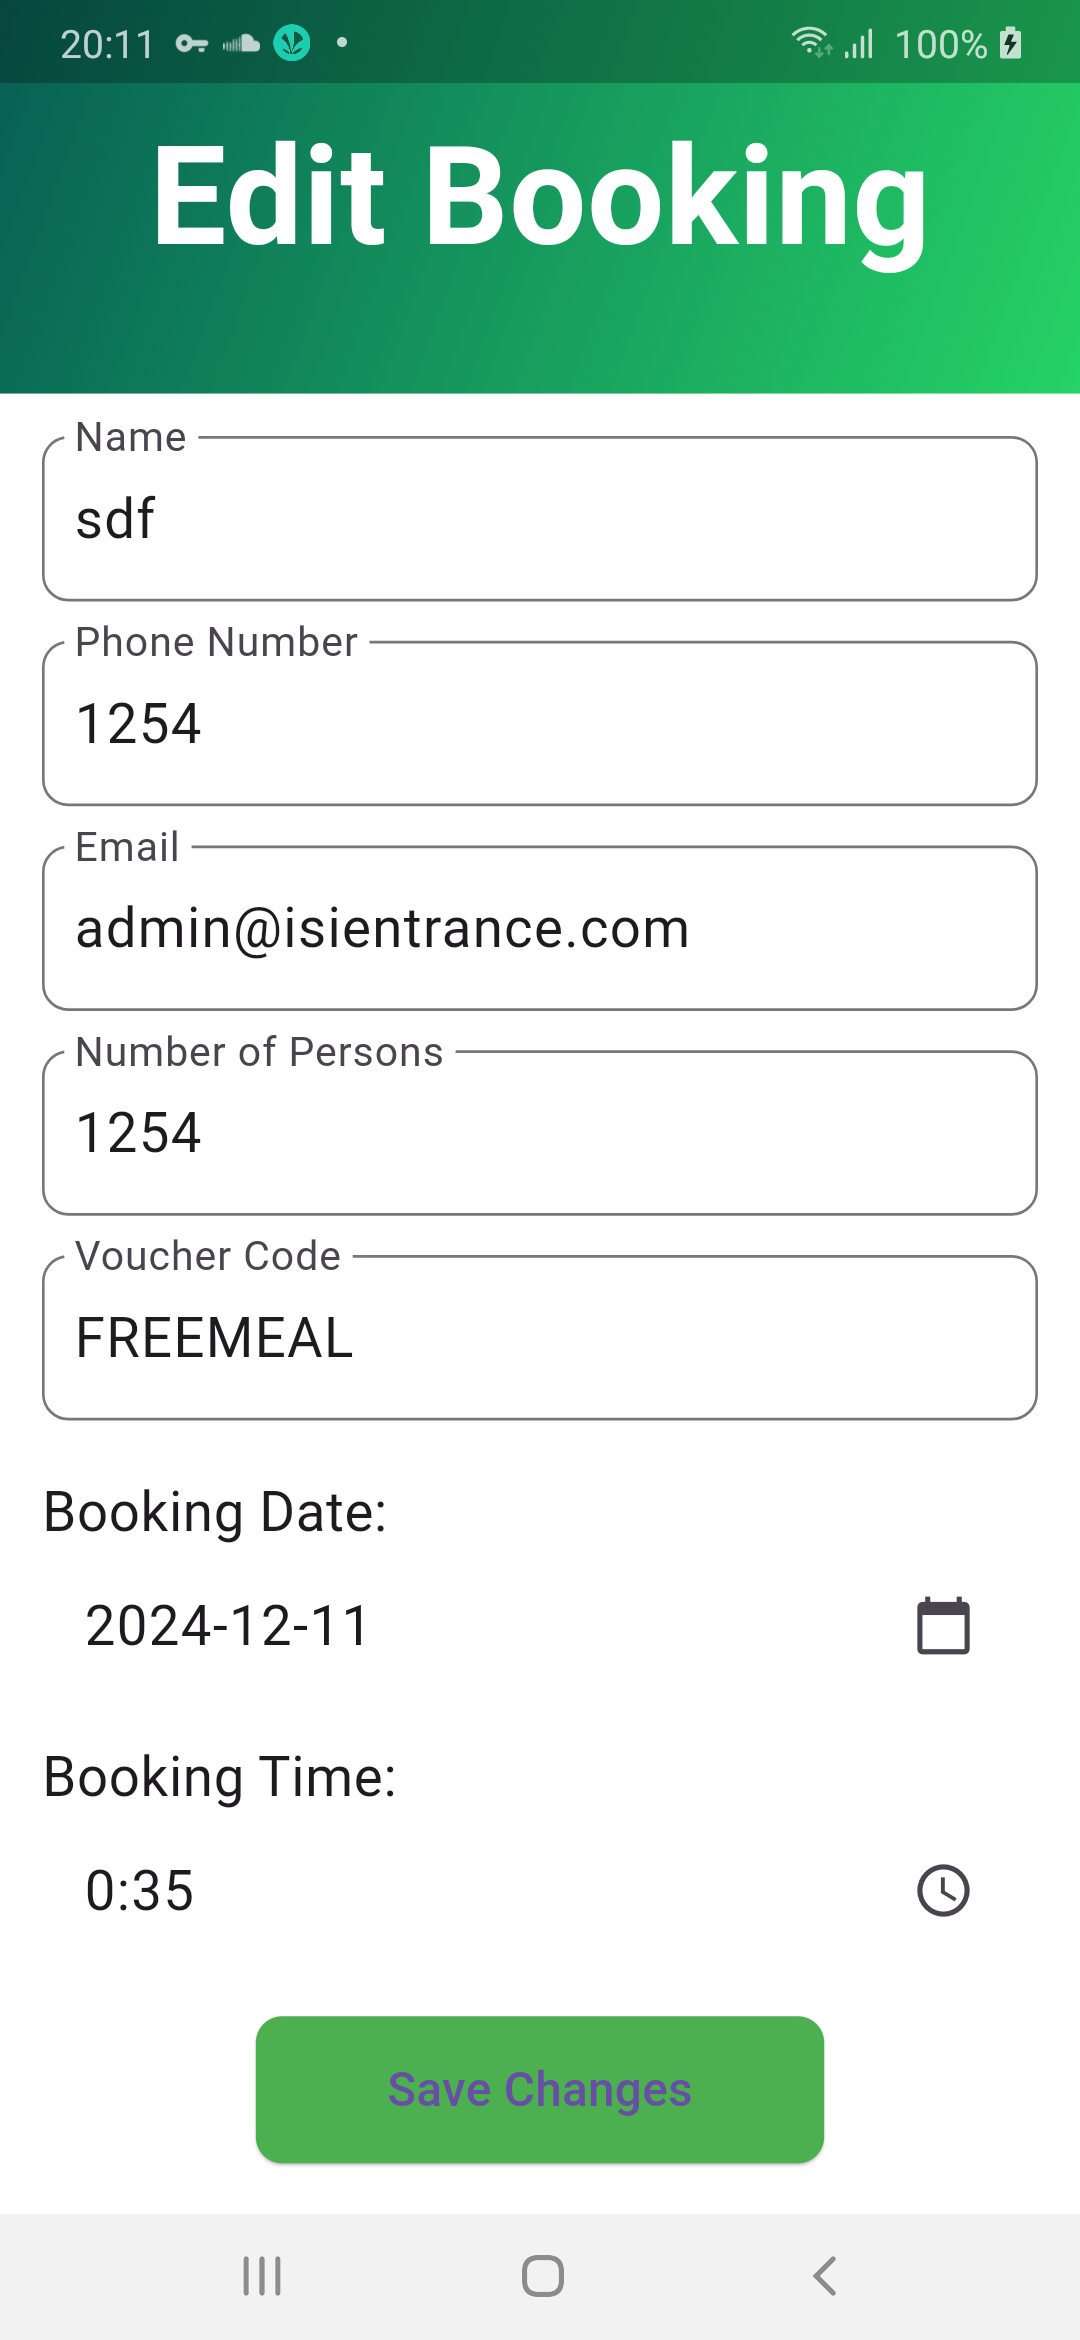 20:11
100%
Edit Booking
Name
sdf
Phone Number
1254
Email
admin@isientrance.com
Number of Persons
1254
Voucher Code
FREEMEAL
Booking Date:
2024-12-11
Booking Time:
0:35
Save Changes